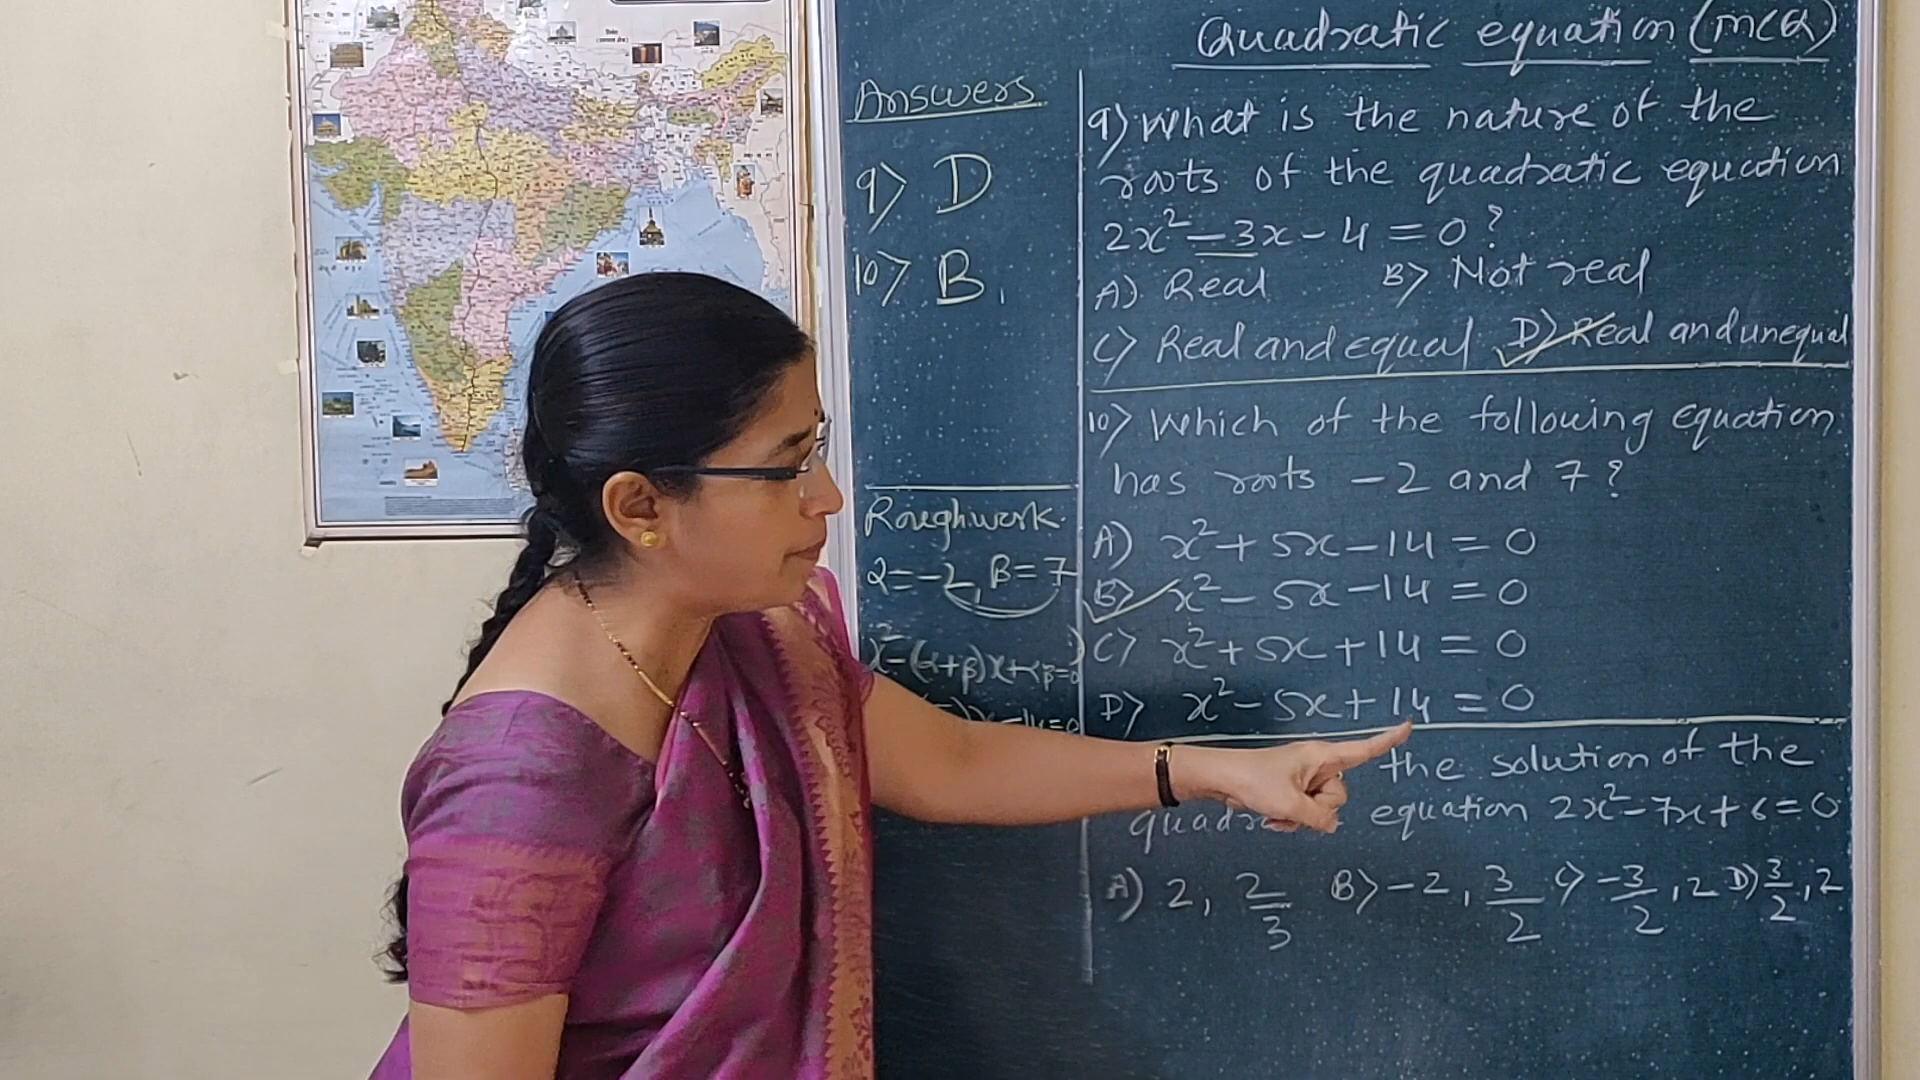 Quadratic equation (MCQ)
Answers
9) D
10) B
Roughwork.
α = -2, β = 7
x² - (α+β)x + αβ = 0
)x - 14 = 0
9) What is the nature of the
roots of the quadratic equation
2x² - 3x - 4 = 0?
A) Real B) Not real
C) Real and equal D) Real and unequal
10) Which of the following equation
has roots -2 and 7?
A) x² + 5x - 14 = 0
B) x² - 5x - 14 = 0
C) x² + 5x + 14 = 0
D) x² - 5x + 14 = 0
the solution of the
equation 2x² - 7x + 6 = 0
A) 2, 2/3 B) -2, 3/2 C) -3/2, 2 D) 3/2, 2